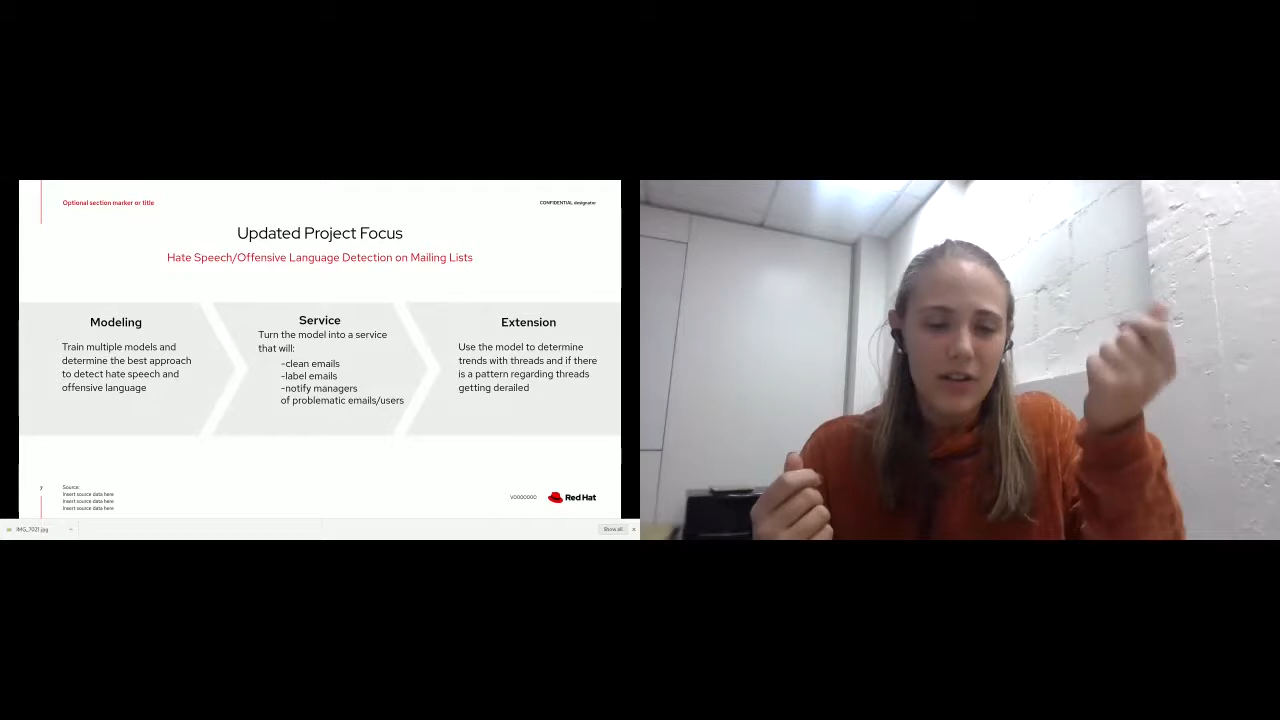 Optional section marker or title
CONFIDENTIAL designator
Updated Project Focus
Hate Speech/Offensive Language Detection on Mailing Lists
Modeling
Train multiple models and
determine the best approach
to detect hate speech and
offensive language
Service
Turn the model into a service
that will:
-clean emails
-label emails
-notify managers
of problematic emails/users
Extension
Use the model to determine
trends with threads and if there
is a pattern regarding threads
getting derailed
7
Source:
Insert source data here
Insert source data here
Insert source data here
V0000000
Red Hat
IMG_7021.jpg
Show all